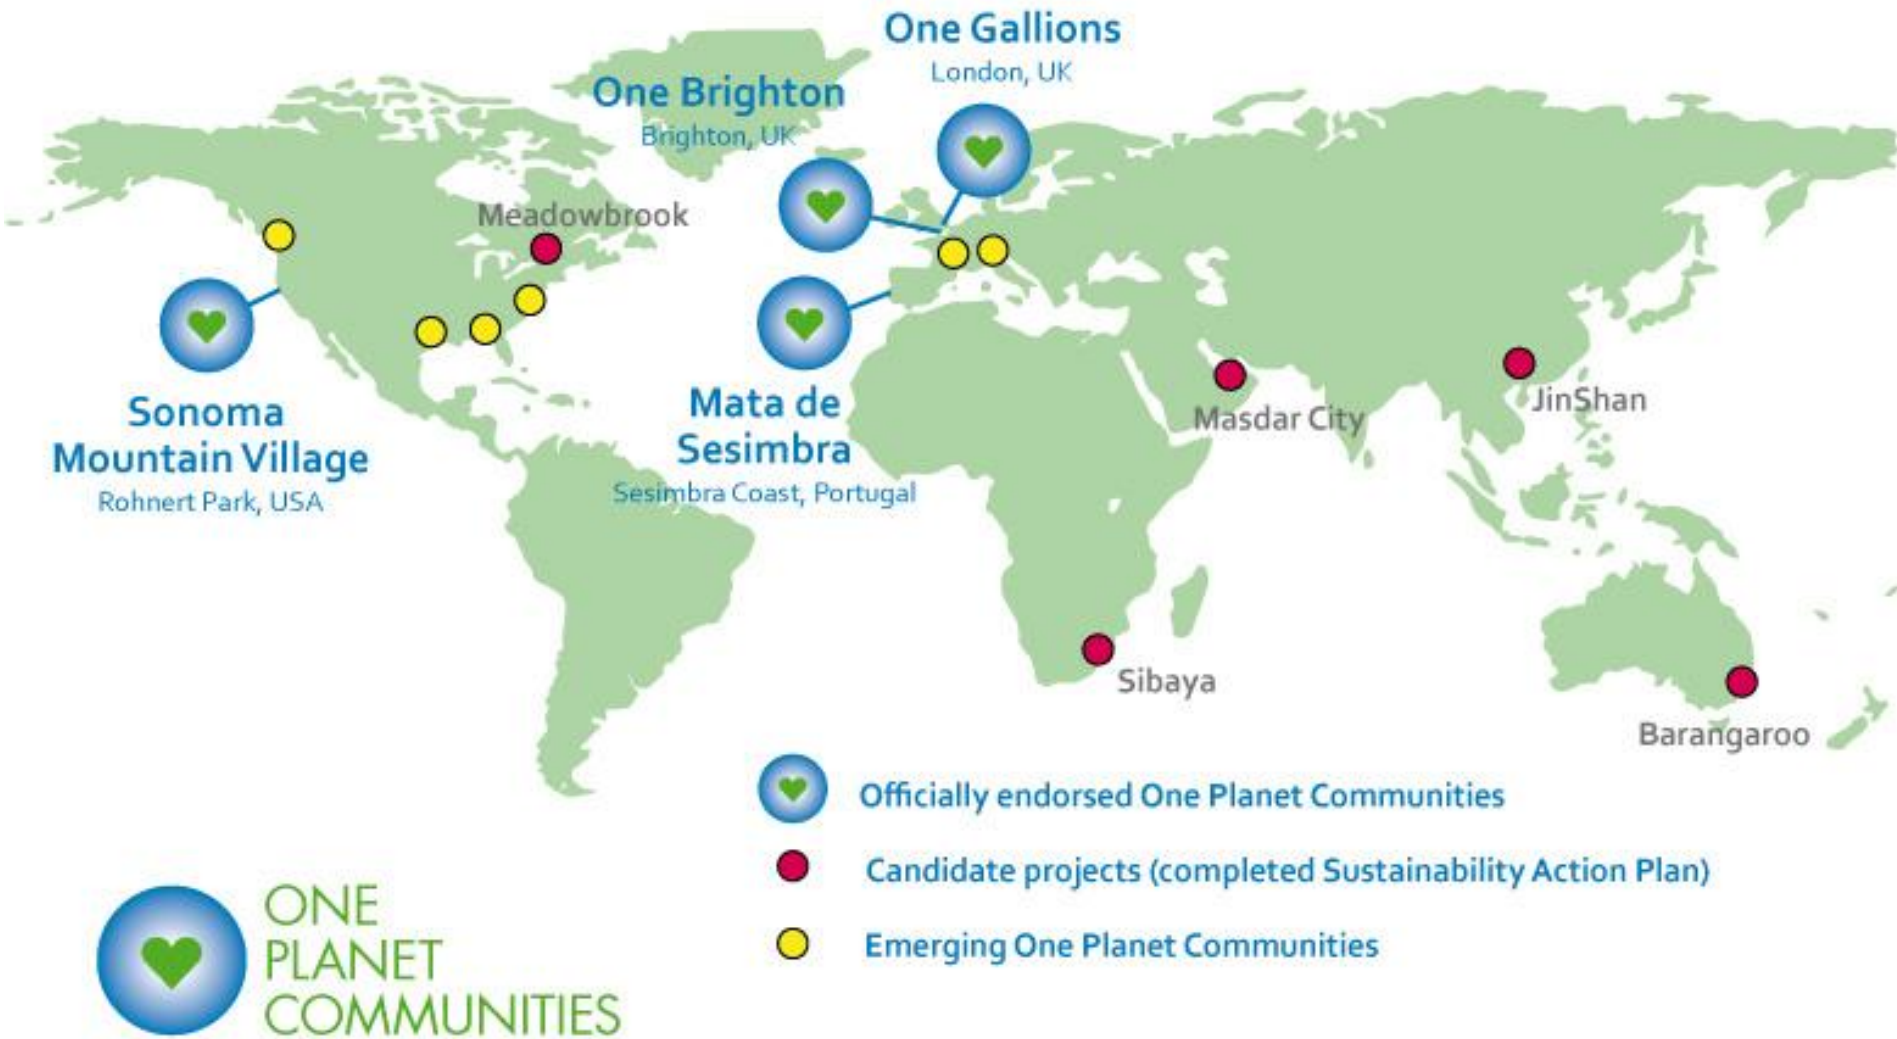 One Gallions
London, UK
One Brighton
Brighton, UK
Meadowbrook
Sonoma
Mountain Village
Rohnert Park, USA
Mata de
Sesimbra
Sesimbra Coast, Portugal
Masdar City
JinShan
Sibaya
Barangaroo
Officially endorsed One Planet Communities
Candidate projects (completed Sustainability Action Plan)
Emerging One Planet Communities
ONE
PLANET
COMMUNITIES